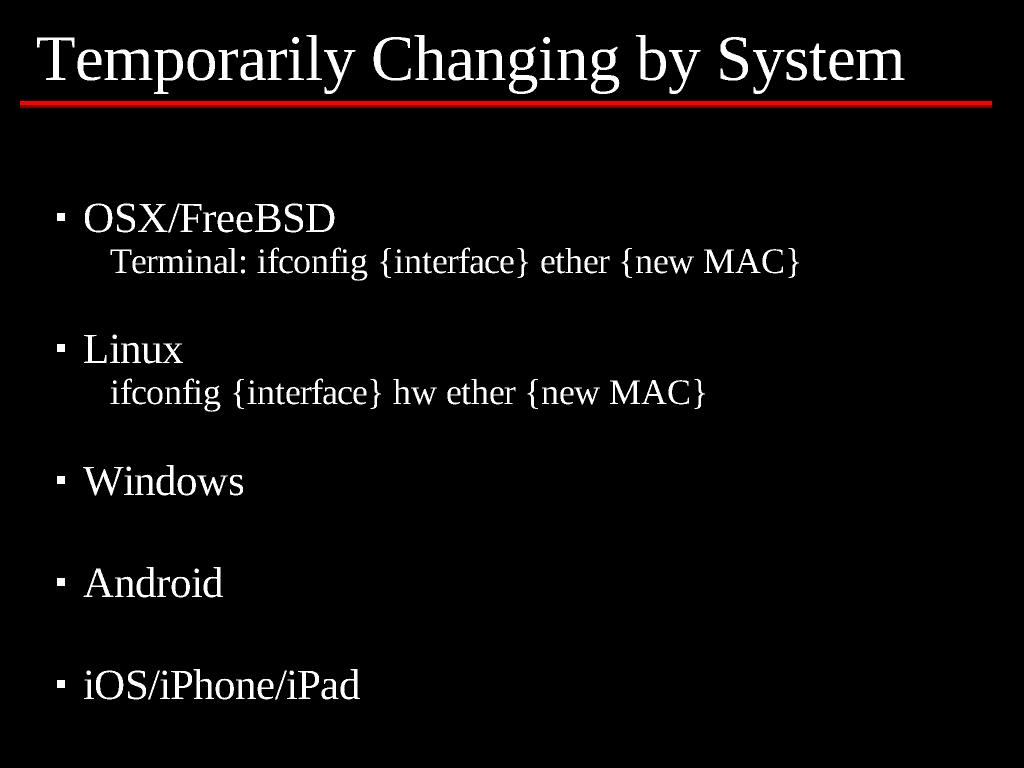 Temporarily Changing by System
▪ OSX/FreeBSD
Terminal: ifconfig {interface} ether {new MAC}
▪ Linux
ifconfig {interface} hw ether {new MAC}
▪ Windows
▪ Android
▪ iOS/iPhone/iPad